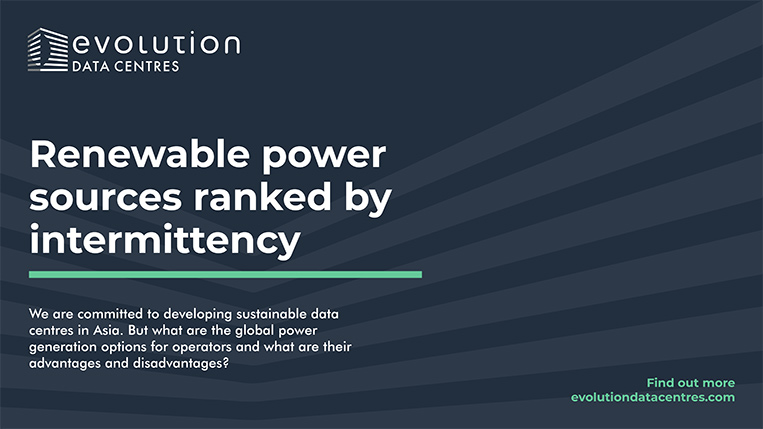 evolution
DATA CENTRES
Renewable power
sources ranked by
intermittency
We are committed to developing sustainable data
centres in Asia. But what are the global power
generation options for operators and what are their
advantages and disadvantages?
Find out more
evolutiondatacentres.com